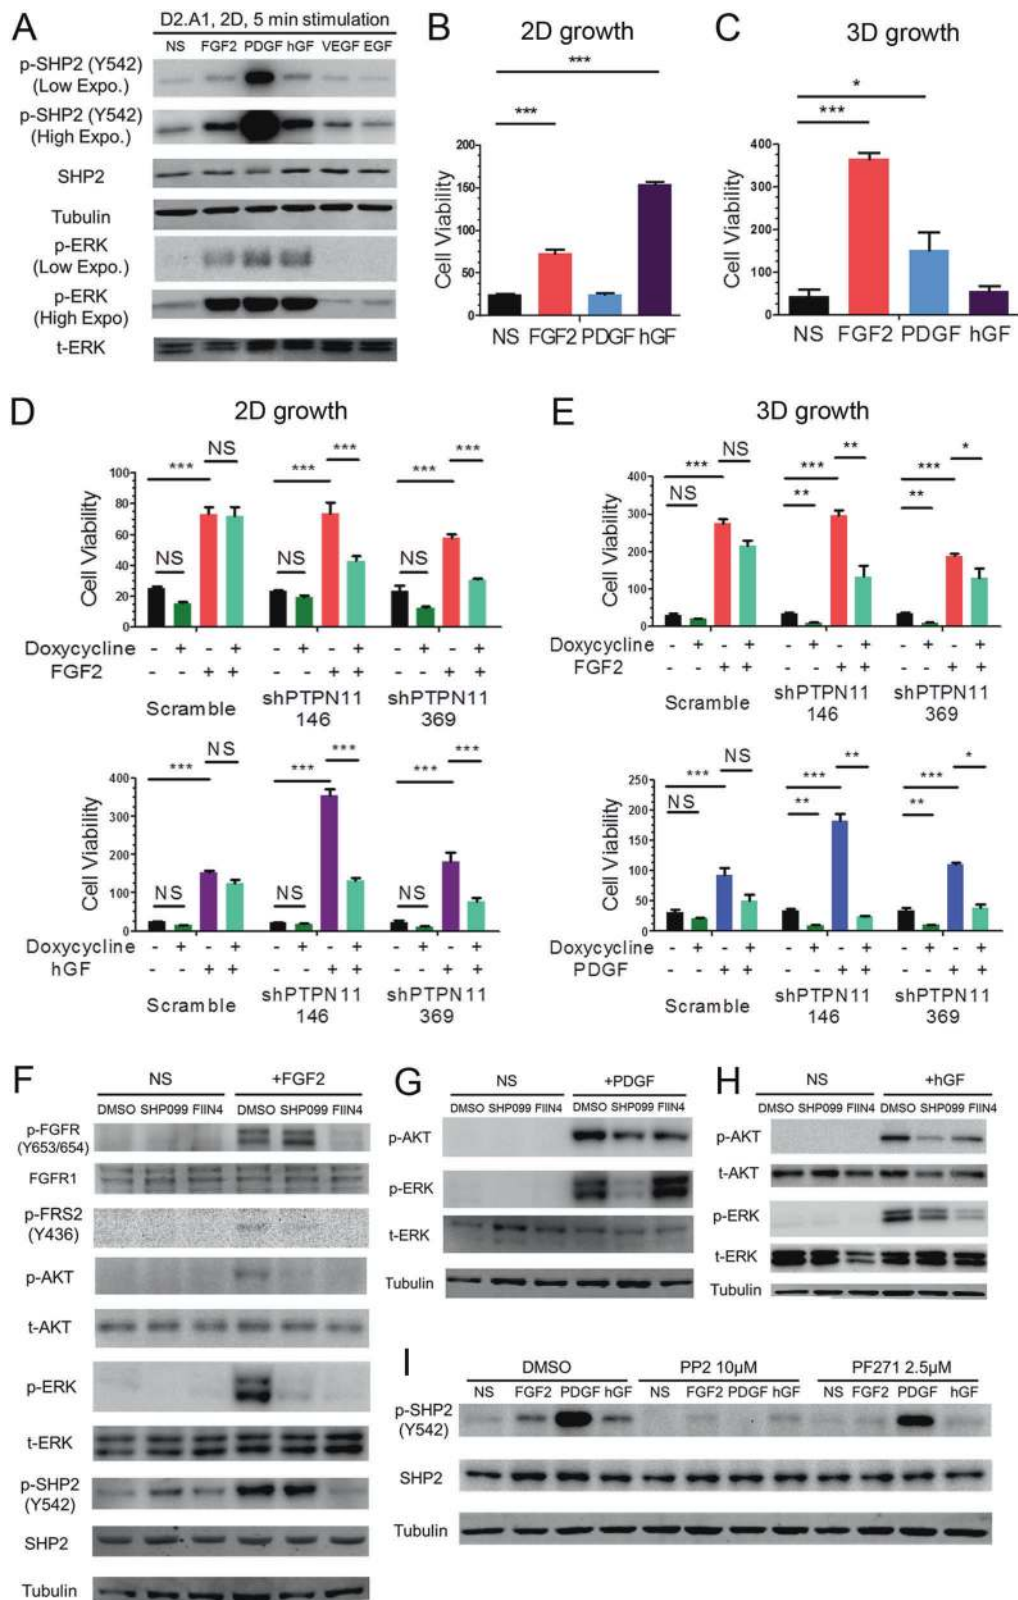 A
D2.A1, 2D, 5 min stimulation
NS FGF2 PDGF hGF VEGF EGF
p-SHP2 (Y542)
(Low Expo.)
p-SHP2 (Y542)
(High Expo.)
SHP2
Tubulin
p-ERK
(Low Expo.)
p-ERK
(High Expo)
t-ERK
B
2D growth
***
***
Cell Viability
200
150
100
50
0
NS FGF2 PDGF hGF
C
3D growth
*
***
Cell Viability
400
300
200
100
0
NS FGF2 PDGF hGF
D
2D growth
NS *** ***
*** *** ***
NS NS NS
Cell Viability
100
80
60
40
20
0
Doxycycline - + - + - + - + - + - +
FGF2 - - + + - - + + - - + +
Scramble shPTPN11 shPTPN11
146 369
NS *** ***
*** *** ***
NS NS NS
Cell Viability
400
300
200
100
0
Doxycycline - + - + - + - + - + - +
hGF - - + + - - + + - - + +
Scramble shPTPN11 shPTPN11
146 369
E
3D growth
NS ** *
*** *** ***
NS ** **
Cell Viability
400
300
200
100
0
Doxycycline - + - + - + - + - + - +
FGF2 - - + + - - + + - - + +
Scramble shPTPN11 shPTPN11
146 369
NS ** *
*** *** ***
NS ** **
Cell Viability
250
200
150
100
50
0
Doxycycline - + - + - + - + - + - +
PDGF - - + + - - + + - - + +
Scramble shPTPN11 shPTPN11
146 369
F
NS +FGF2
DMSO SHP099 FIIN4 DMSO SHP099 FIIN4
p-FGFR
(Y653/654)
FGFR1
p-FRS2
(Y436)
p-AKT
t-AKT
p-ERK
t-ERK
p-SHP2
(Y542)
SHP2
Tubulin
G
NS +PDGF
DMSO SHP099 FIIN4 DMSO SHP099 FIIN4
p-AKT
p-ERK
t-ERK
Tubulin
H
NS +hGF
DMSO SHP099 FIIN4 DMSO SHP099 FIIN4
p-AKT
t-AKT
p-ERK
t-ERK
Tubulin
I
DMSO PP2 10μM PF271 2.5μM
NS FGF2 PDGF hGF NS FGF2 PDGF hGF NS FGF2 PDGF hGF
p-SHP2
(Y542)
SHP2
Tubulin